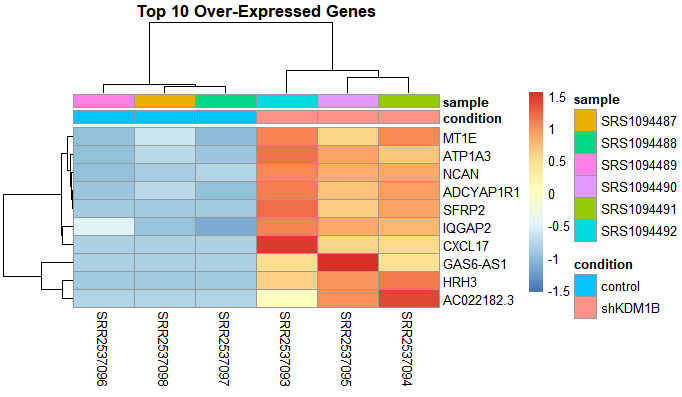 Top 10 Over-Expressed Genes
sample
condition
MT1E
ATP1A3
NCAN
ADCYAP1R1
SFRP2
IQGAP2
CXCL17
GAS6-AS1
HRH3
AC022182.3
SRR2537096
SRR2537098
SRR2537097
SRR2537093
SRR2537095
SRR2537094
1.5
1
0.5
0
-0.5
-1
-1.5
sample
SRS1094487
SRS1094488
SRS1094489
SRS1094490
SRS1094491
SRS1094492
condition
control
shKDM1B